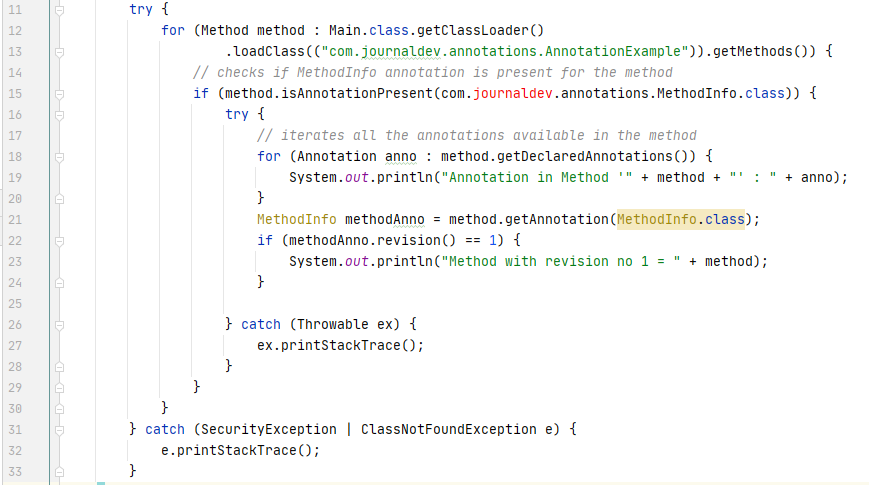 11 try {
12 for (Method method : Main.class.getClassLoader()
13 .loadClass(("com.journaldev.annotations.AnnotationExample")).getMethods()) {
14 // checks if MethodInfo annotation is present for the method
15 if (method.isAnnotationPresent(com.journaldev.annotations.MethodInfo.class)) {
16 try {
17 // iterates all the annotations available in the method
18 for (Annotation anno : method.getDeclaredAnnotations()) {
19 System.out.println("Annotation in Method '" + method + "' : " + anno);
20 }
21 MethodInfo methodAnno = method.getAnnotation(MethodInfo.class);
22 if (methodAnno.revision() == 1) {
23 System.out.println("Method with revision no 1 = " + method);
24 }
25
26 } catch (Throwable ex) {
27 ex.printStackTrace();
28 }
29 }
30 }
31 } catch (SecurityException | ClassNotFoundException e) {
32 e.printStackTrace();
33 }